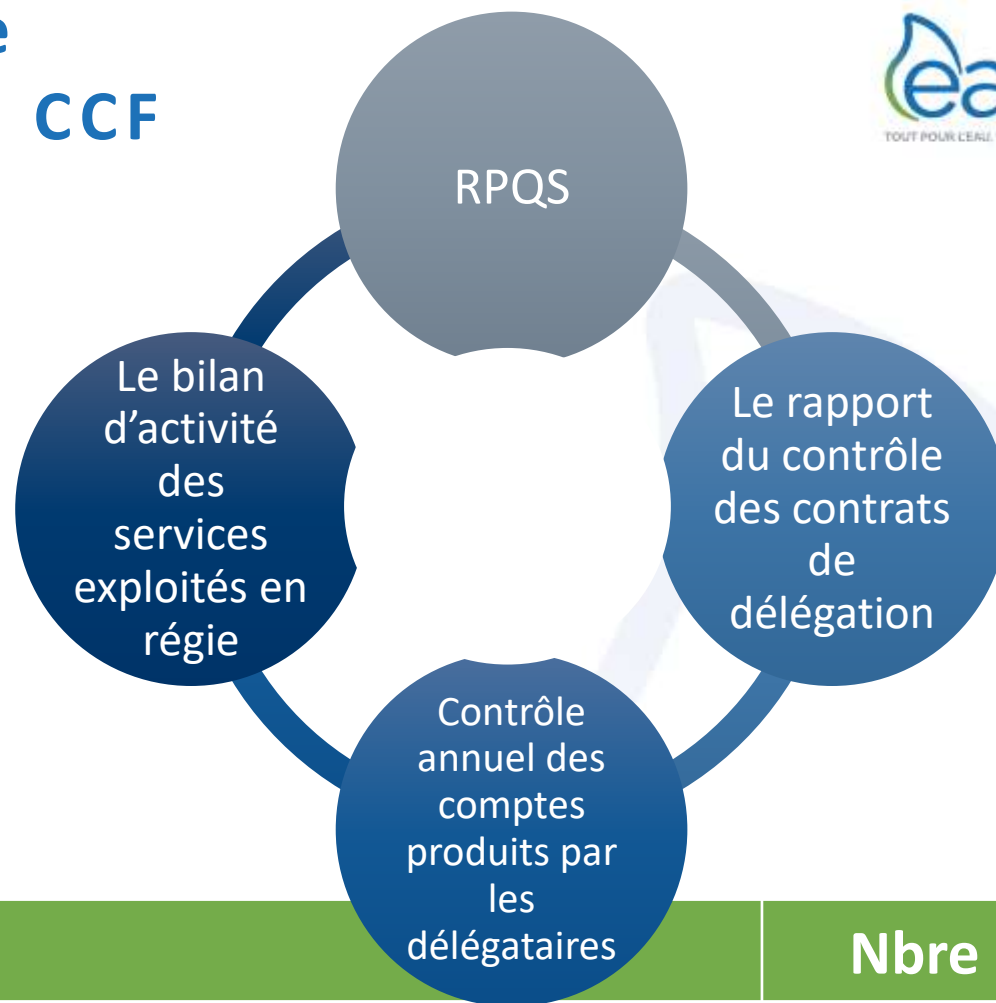 e
CCF
ea
TOUT POUR L'EAU.
RPQS
Le bilan
d'activité
des
services
exploités en
régie
Le rapport
du contrôle
des contrats
de
délégation
Contrôle
annuel des
comptes
produits par
les
délégataires
Nbre